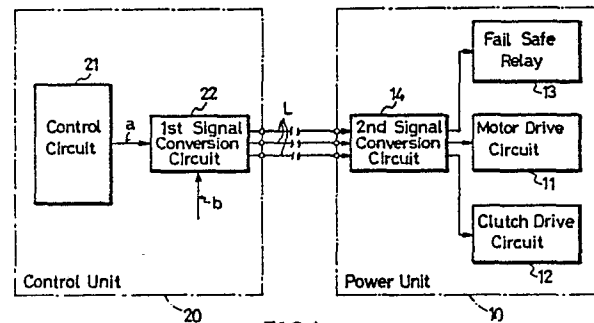 21
Control
Circuit
a
22
1st Signal
Conversion
Circuit
b
L
Control Unit
20
14
2nd Signal
Conversion
Circuit
Fail Safe
Relay
13
Motor Drive
Circuit
11
Clutch Drive
Circuit
12
Power Unit
10